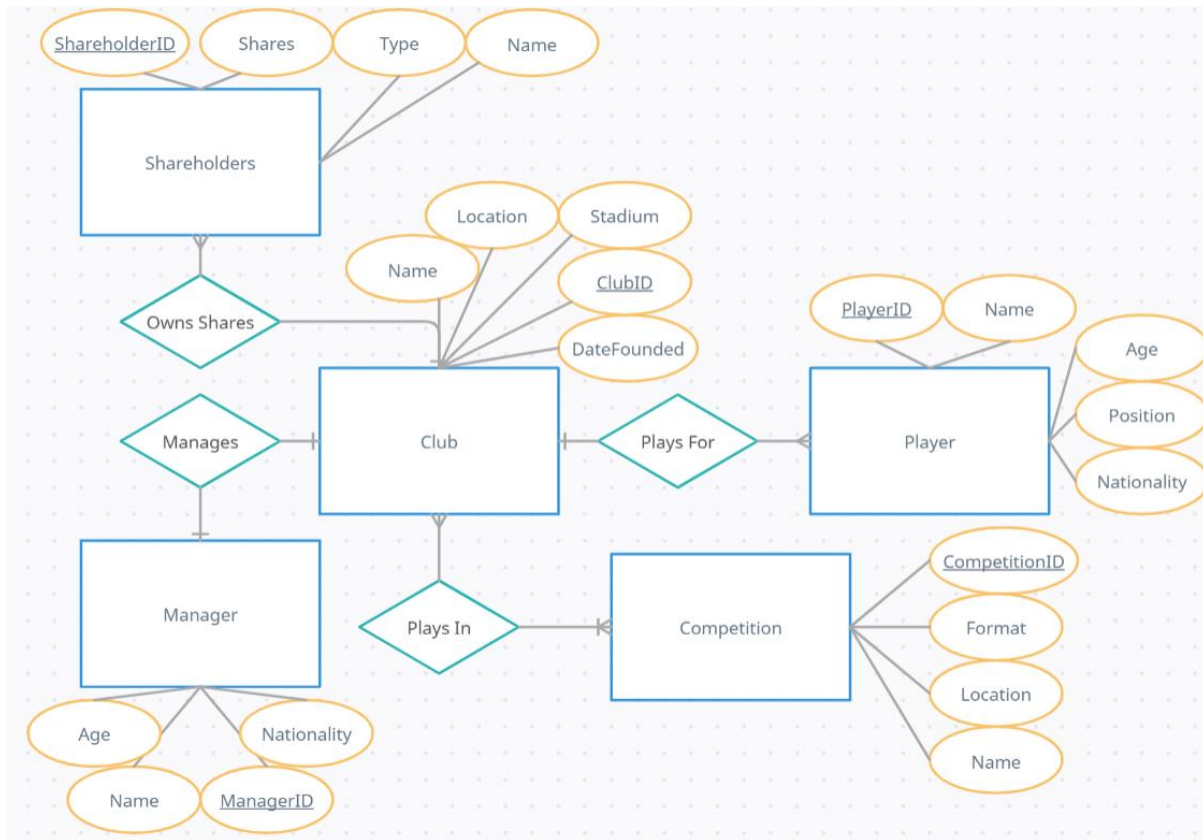 ShareholderID
Shares
Type
Name
Shareholders
Owns Shares
Name
Location
Stadium
ClubID
DateFounded
PlayerID
Name
Age
Position
Nationality
Manages
Club
Plays For
Player
Manager
Plays In
Competition
CompetitionID
Format
Location
Name
Age
Nationality
Name
ManagerID